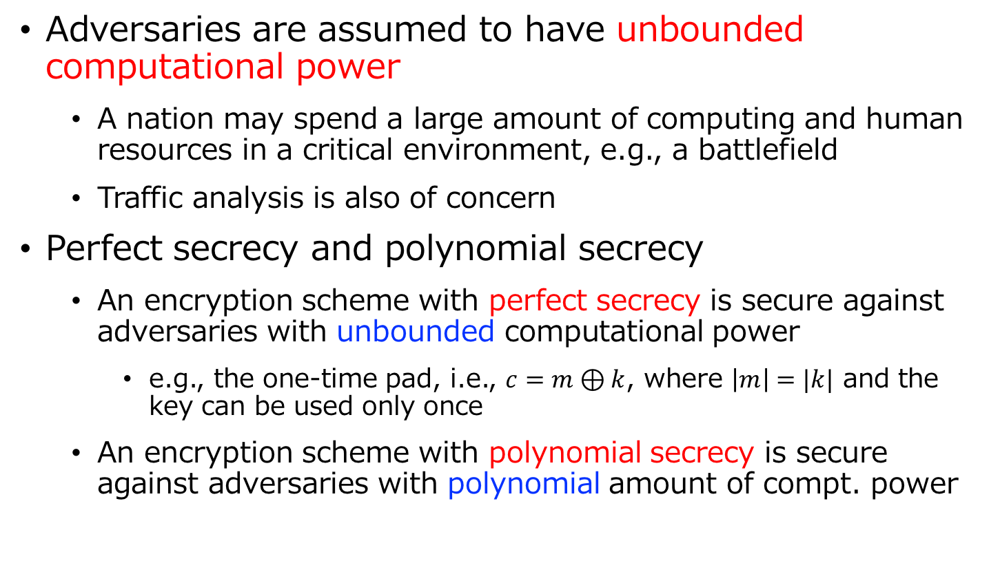 • Adversaries are assumed to have unbounded
computational power
• A nation may spend a large amount of computing and human
resources in a critical environment, e.g., a battlefield
• Traffic analysis is also of concern
• Perfect secrecy and polynomial secrecy
• An encryption scheme with perfect secrecy is secure against
adversaries with unbounded computational power
• e.g., the one-time pad, i.e., 𝑐 = 𝑚 ⊕ 𝑘, where |𝑚| = |𝑘| and the
key can be used only once
• An encryption scheme with polynomial secrecy is secure
against adversaries with polynomial amount of compt. power